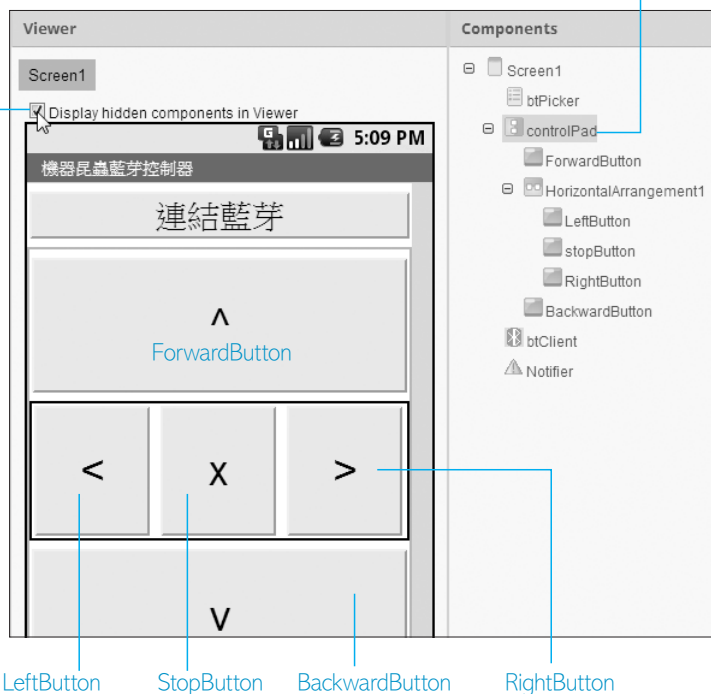 Viewer
Screen1
Display hidden components in Viewer
5:09 PM
機器昆蟲藍芽控制器
連結藍芽
^
ForwardButton
<
x
>
v
LeftButton
StopButton
BackwardButton
RightButton
Components
Screen1
btPicker
controlPad
ForwardButton
HorizontalArrangement1
LeftButton
stopButton
RightButton
BackwardButton
btClient
Notifier